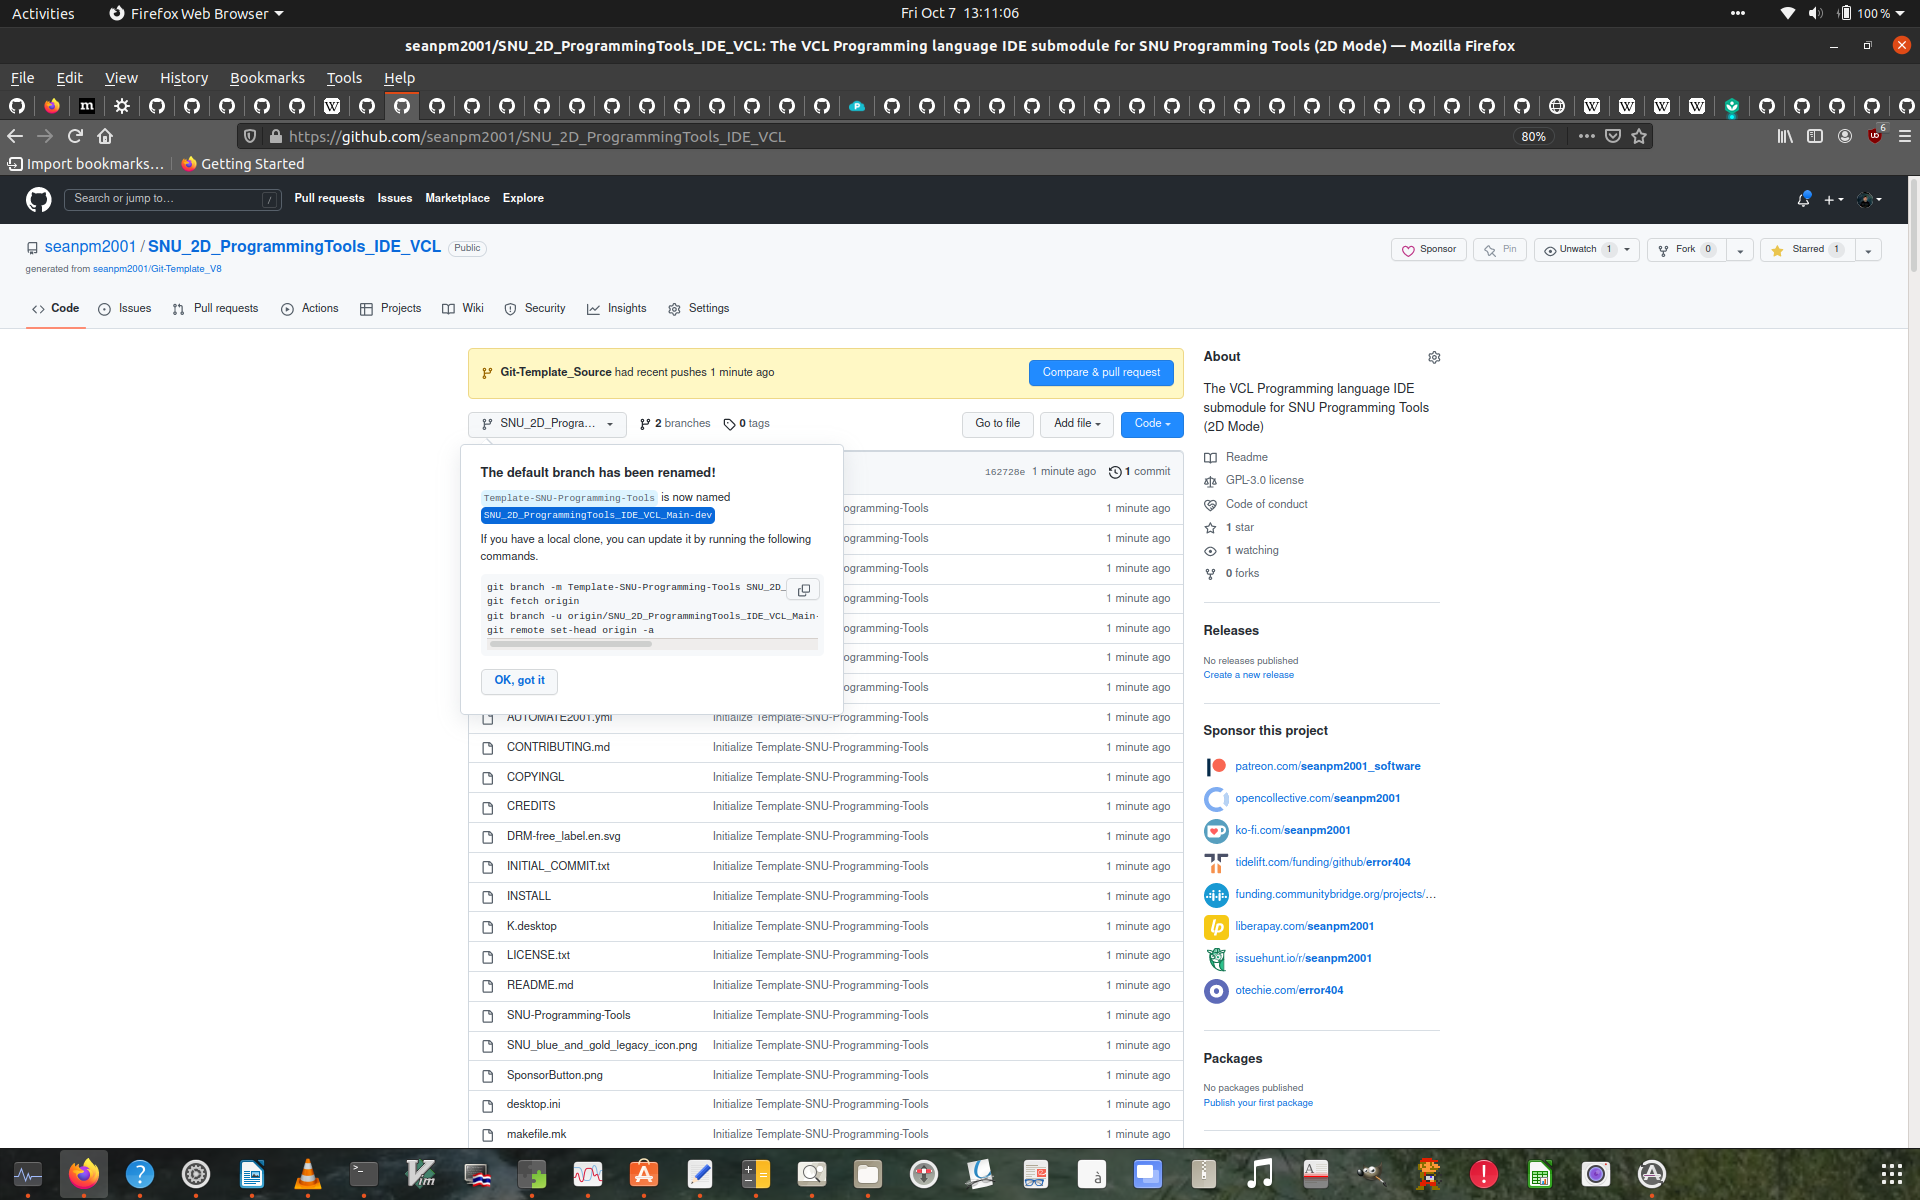 Activities
Firefox Web Browser
Fri Oct 7 13:11:06
100 %
seanpm2001/SNU_2D_ProgrammingTools_IDE_VCL: The VCL Programming language IDE submodule for SNU Programming Tools (2D Mode) — Mozilla Firefox
File Edit View History Bookmarks Tools Help
https://github.com/seanpm2001/SNU_2D_ProgrammingTools_IDE_VCL
80%
6
Import bookmarks...
Getting Started
Search or jump to...
/
Pull requests Issues Marketplace Explore
seanpm2001 / SNU_2D_ProgrammingTools_IDE_VCL Public
Sponsor Pin Unwatch 1 Fork 0 Starred 1
generated from seanpm2001/Git-Template_V8
Code Issues Pull requests Actions Projects Wiki Security Insights Settings
Git-Template_Source had recent pushes 1 minute ago
Compare & pull request
SNU_2D_Progra...
2 branches 0 tags
Go to file Add file Code
The default branch has been renamed!
Template-SNU-Programming-Tools is now named
SNU_2D_ProgrammingTools_IDE_VCL_Main-dev
If you have a local clone, you can update it by running the following
commands.
git branch -m Template-SNU-Programming-Tools SNU_2D_
git fetch origin
git branch -u origin/SNU_2D_ProgrammingTools_IDE_VCL_Main-
git remote set-head origin -a
OK, got it
162728e 1 minute ago 1 commit
ogramming-Tools 1 minute ago
ogramming-Tools 1 minute ago
ogramming-Tools 1 minute ago
ogramming-Tools 1 minute ago
ogramming-Tools 1 minute ago
ogramming-Tools 1 minute ago
ogramming-Tools 1 minute ago
AUTOMATE2001.yml Initialize Template-SNU-Programming-Tools 1 minute ago
CONTRIBUTING.md Initialize Template-SNU-Programming-Tools 1 minute ago
COPYINGL Initialize Template-SNU-Programming-Tools 1 minute ago
CREDITS Initialize Template-SNU-Programming-Tools 1 minute ago
DRM-free_label.en.svg Initialize Template-SNU-Programming-Tools 1 minute ago
INITIAL_COMMIT.txt Initialize Template-SNU-Programming-Tools 1 minute ago
INSTALL Initialize Template-SNU-Programming-Tools 1 minute ago
K.desktop Initialize Template-SNU-Programming-Tools 1 minute ago
LICENSE.txt Initialize Template-SNU-Programming-Tools 1 minute ago
README.md Initialize Template-SNU-Programming-Tools 1 minute ago
SNU-Programming-Tools Initialize Template-SNU-Programming-Tools 1 minute ago
SNU_blue_and_gold_legacy_icon.png Initialize Template-SNU-Programming-Tools 1 minute ago
SponsorButton.png Initialize Template-SNU-Programming-Tools 1 minute ago
desktop.ini Initialize Template-SNU-Programming-Tools 1 minute ago
makefile.mk Initialize Template-SNU-Programming-Tools 1 minute ago
About
The VCL Programming language IDE
submodule for SNU Programming Tools
(2D Mode)
Readme
GPL-3.0 license
Code of conduct
1 star
1 watching
0 forks
Releases
No releases published
Create a new release
Sponsor this project
patreon.com/seanpm2001_software
opencollective.com/seanpm2001
ko-fi.com/seanpm2001
tidelift.com/funding/github/error404
funding.communitybridge.org/projects/...
liberapay.com/seanpm2001
issuehunt.io/r/seanpm2001
otechie.com/error404
Packages
No packages published
Publish your first package